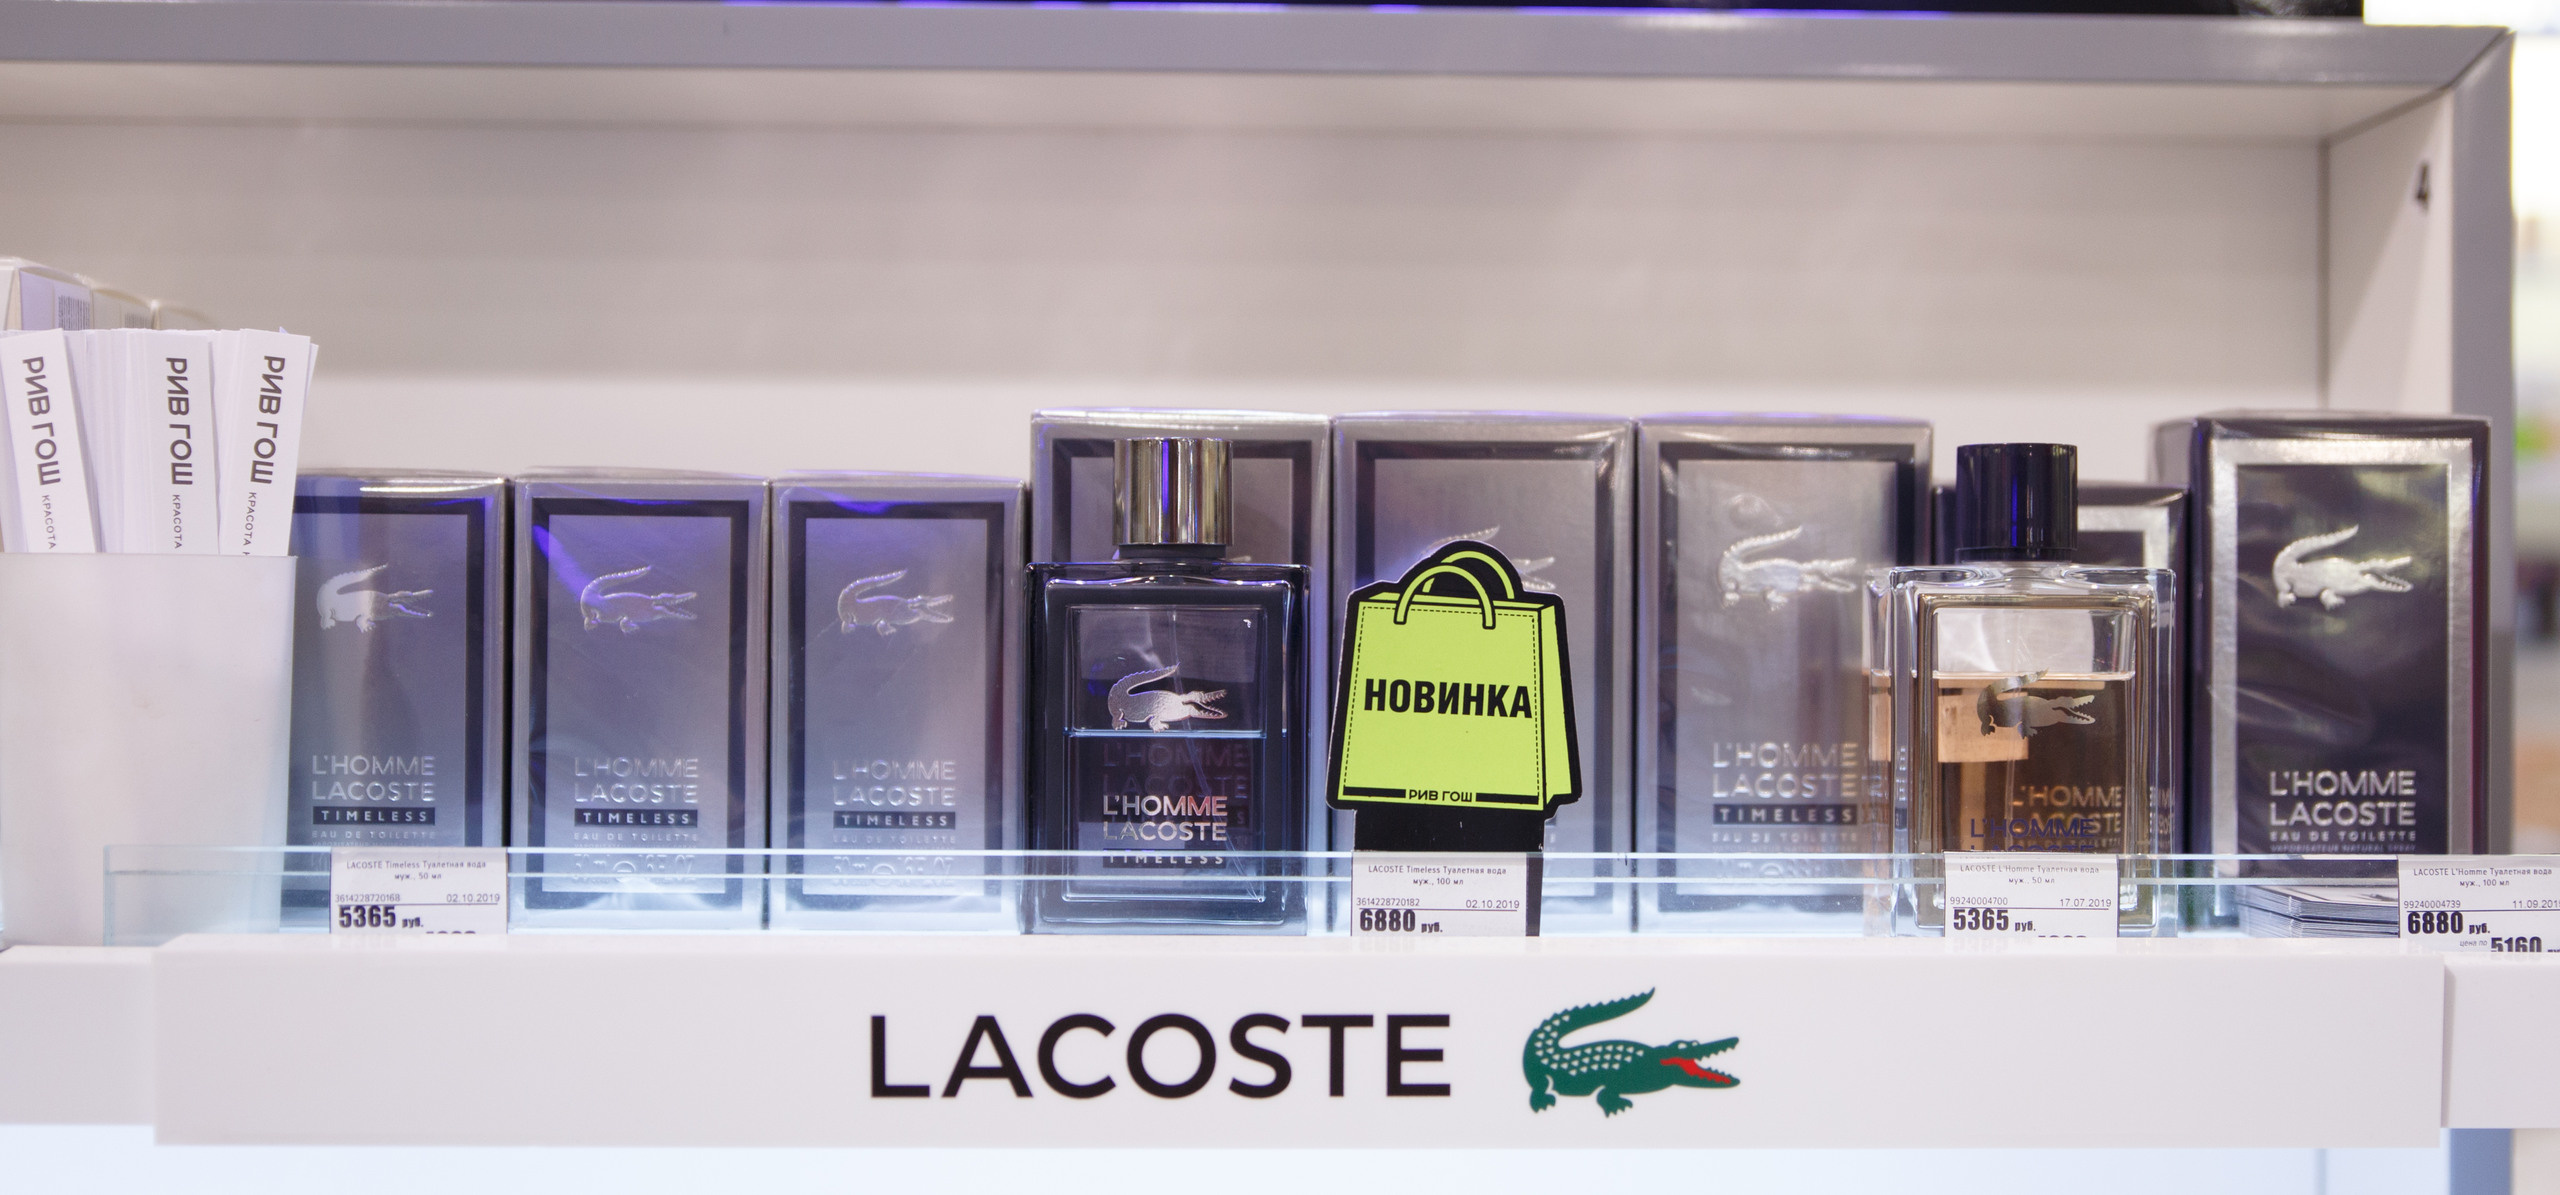 4
РИВ ГОШ КРАСОТА
РИВ ГОШ КРАСОТА
РИВ ГОШ КРАСОТА
L'HOMME
LACOSTE
TIMELESS
EAU DE TOILETTE
L'HOMME
LACOSTE
TIMELESS
EAU DE TOILETTE
L'HOMME
LACOSTE
TIMELESS
EAU DE TOILETTE
L'HOMME
LACOSTE
TIMELESS
НОВИНКА
РИВ ГОШ
L'HOMME
LACOSTE
TIMELESS
L'HOMME
L'HOMME
LACOSTE
EAU DE TOILETTE
VAPORISATEUR NATURAL SPRAY
LACOSTE Timeless Туалетная вода
муж., 50 мл
3614228720168 02.10.2019
5365 руб.
LACOSTE Timeless Туалетная вода
муж., 100 мл
3614228720182 02.10.2019
6880 руб.
LACOSTE L'Homme Туалетная вода
муж., 50 мл
99240004700 17.07.2019
5365 руб.
LACOSTE L'Homme Туалетная вода
муж., 100 мл
99240004739 11.09.2019
6880 руб.
цена по 5160
LACOSTE